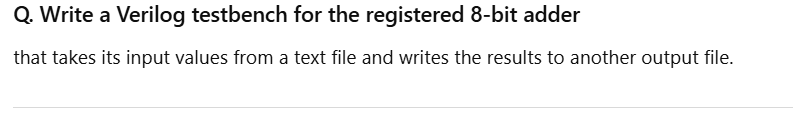 Q. Write a Verilog testbench for the registered 8-bit adder
that takes its input values from a text file and writes the results to another output file.